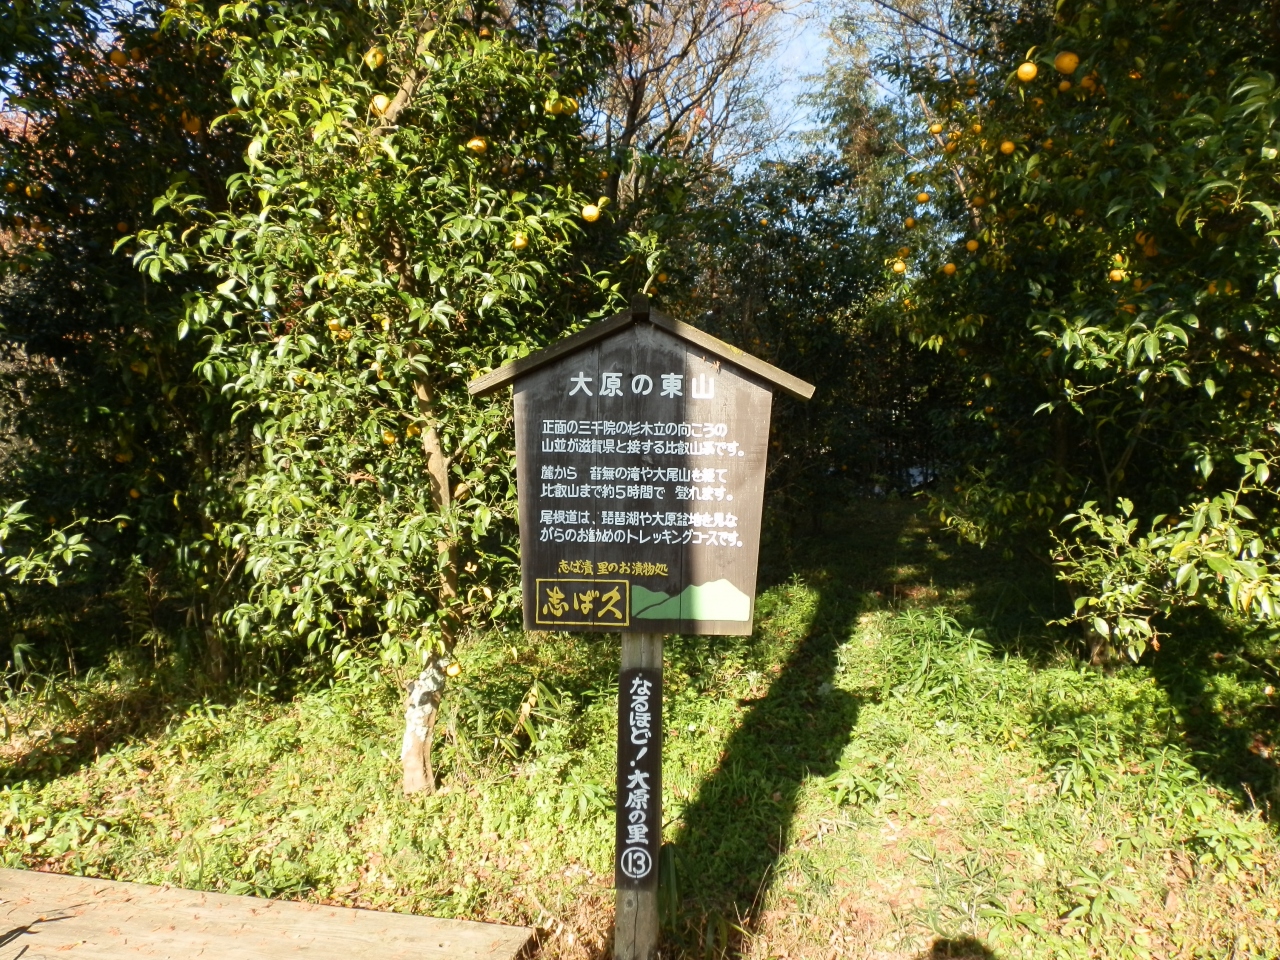 大原の東山
正面の三千院の杉木立の向こうの
山並が滋賀県と接する比叡山系です。
麓から 音無の滝や大尾山を経て
比叡山まで約5時間で 登れます。
尾根道は、琵琶湖や大原盆地を見な
がらのお勧めのトレッキングコースです。
志ば漬 里のお漬物処
志ば久
なるほど!大原の里⑬